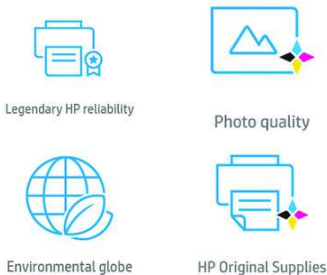 Legendary HP reliability
Photo quality
Environmental globe
HP Original Supplies